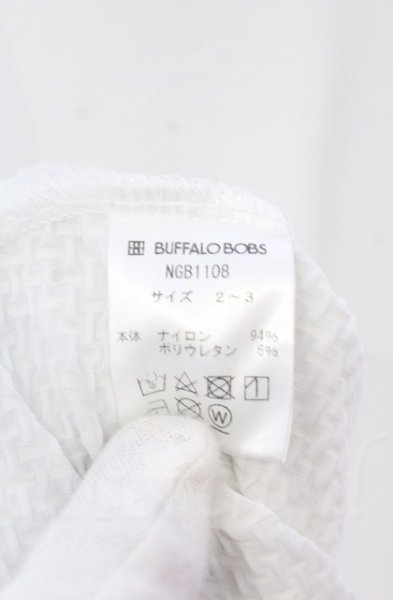 BUFFALO BOBS
NGB1108
サイズ 2～3
本体 ナイロン 94%
ポリウレタン 6%
W